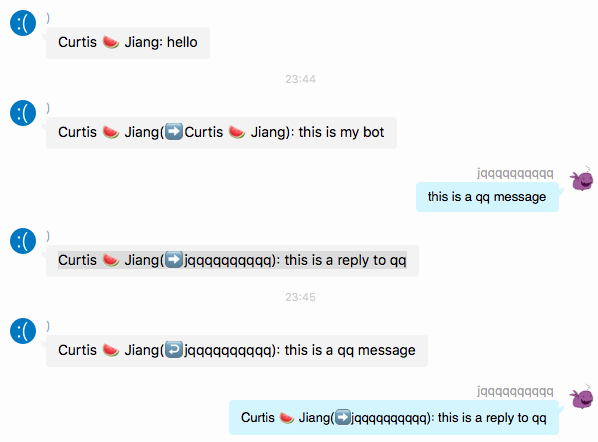 )
Curtis 🍉 Jiang: hello
23:44
)
Curtis 🍉 Jiang(➡️Curtis 🍉 Jiang): this is my bot
jqqqqqqqqqq
this is a qq message
)
Curtis 🍉 Jiang(➡️jqqqqqqqqqq): this is a reply to qq
23:45
)
Curtis 🍉 Jiang(↩️jqqqqqqqqqq): this is a qq message
jqqqqqqqqqq
Curtis 🍉 Jiang(➡️jqqqqqqqqqq): this is a reply to qq